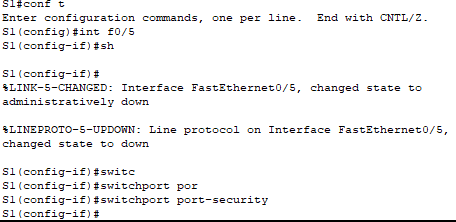 S1#conf t
Enter configuration commands, one per line.  End with CNTL/Z.
S1(config)#int f0/5
S1(config-if)#sh
S1(config-if)#
%LINK-5-CHANGED: Interface FastEthernet0/5, changed state to
administratively down
%LINEPROTO-5-UPDOWN: Line protocol on Interface FastEthernet0/5,
changed state to down
S1(config-if)#switc
S1(config-if)#switchport por
S1(config-if)#switchport port-security
S1(config-if)#